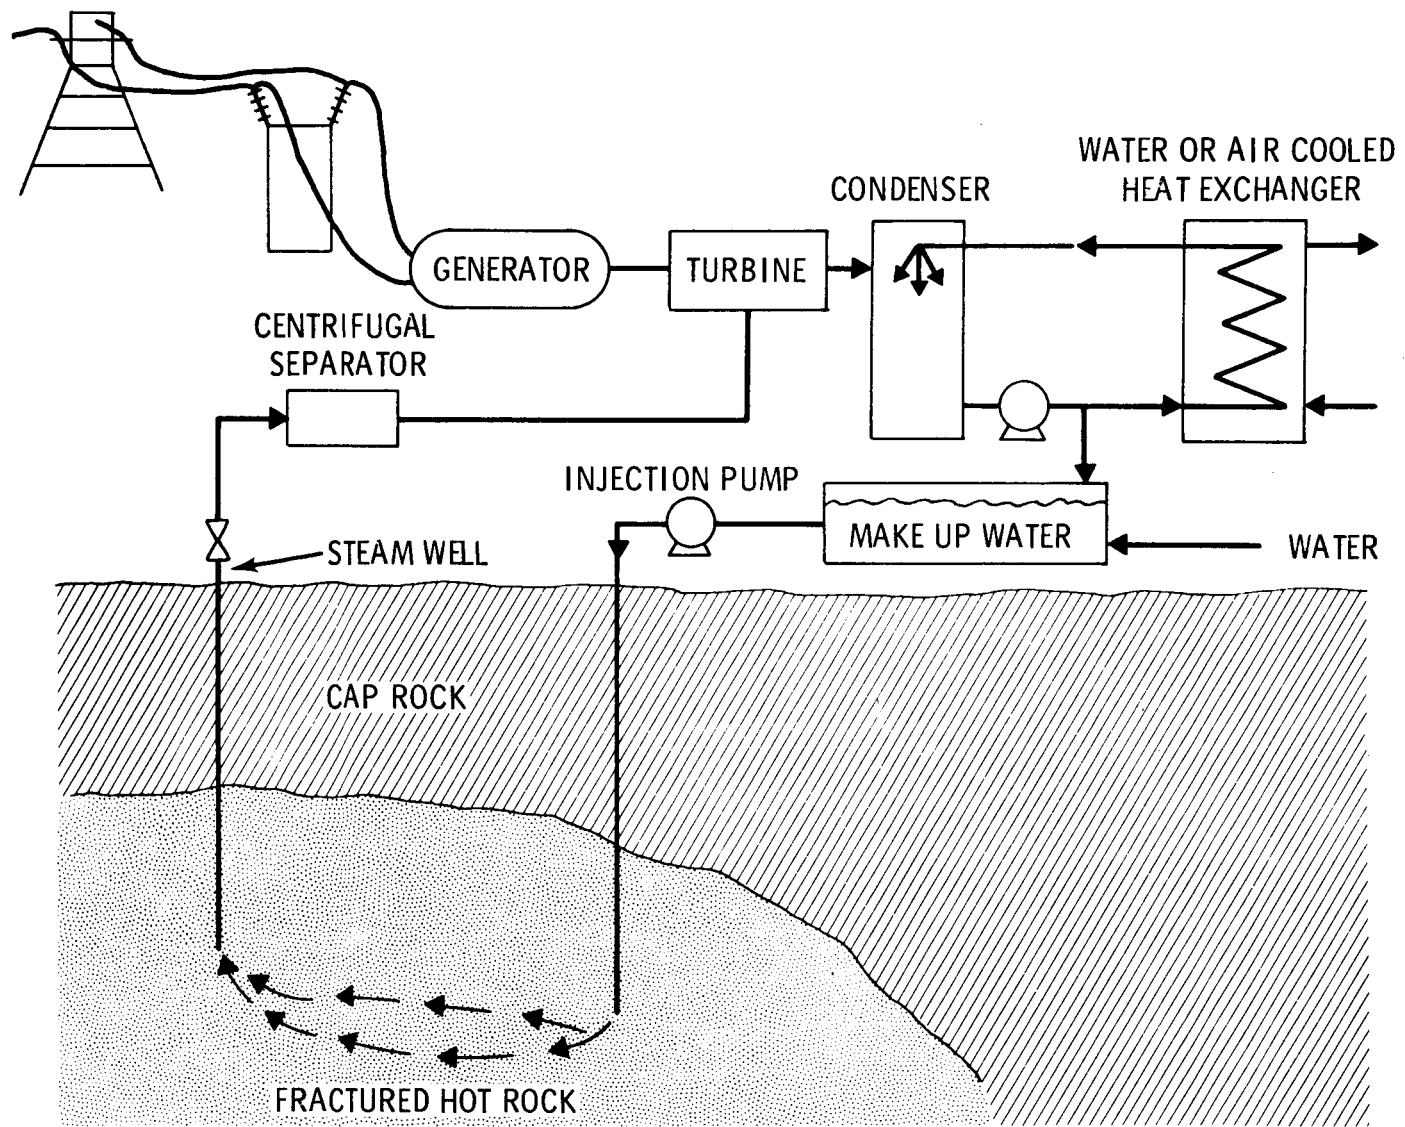 WATER OR AIR COOLED
HEAT EXCHANGER
CONDENSER
GENERATOR
TURBINE
CENTRIFUGAL
SEPARATOR
INJECTION PUMP
MAKE UP WATER
WATER
STEAM WELL
CAP ROCK
FRACTURED HOT ROCK